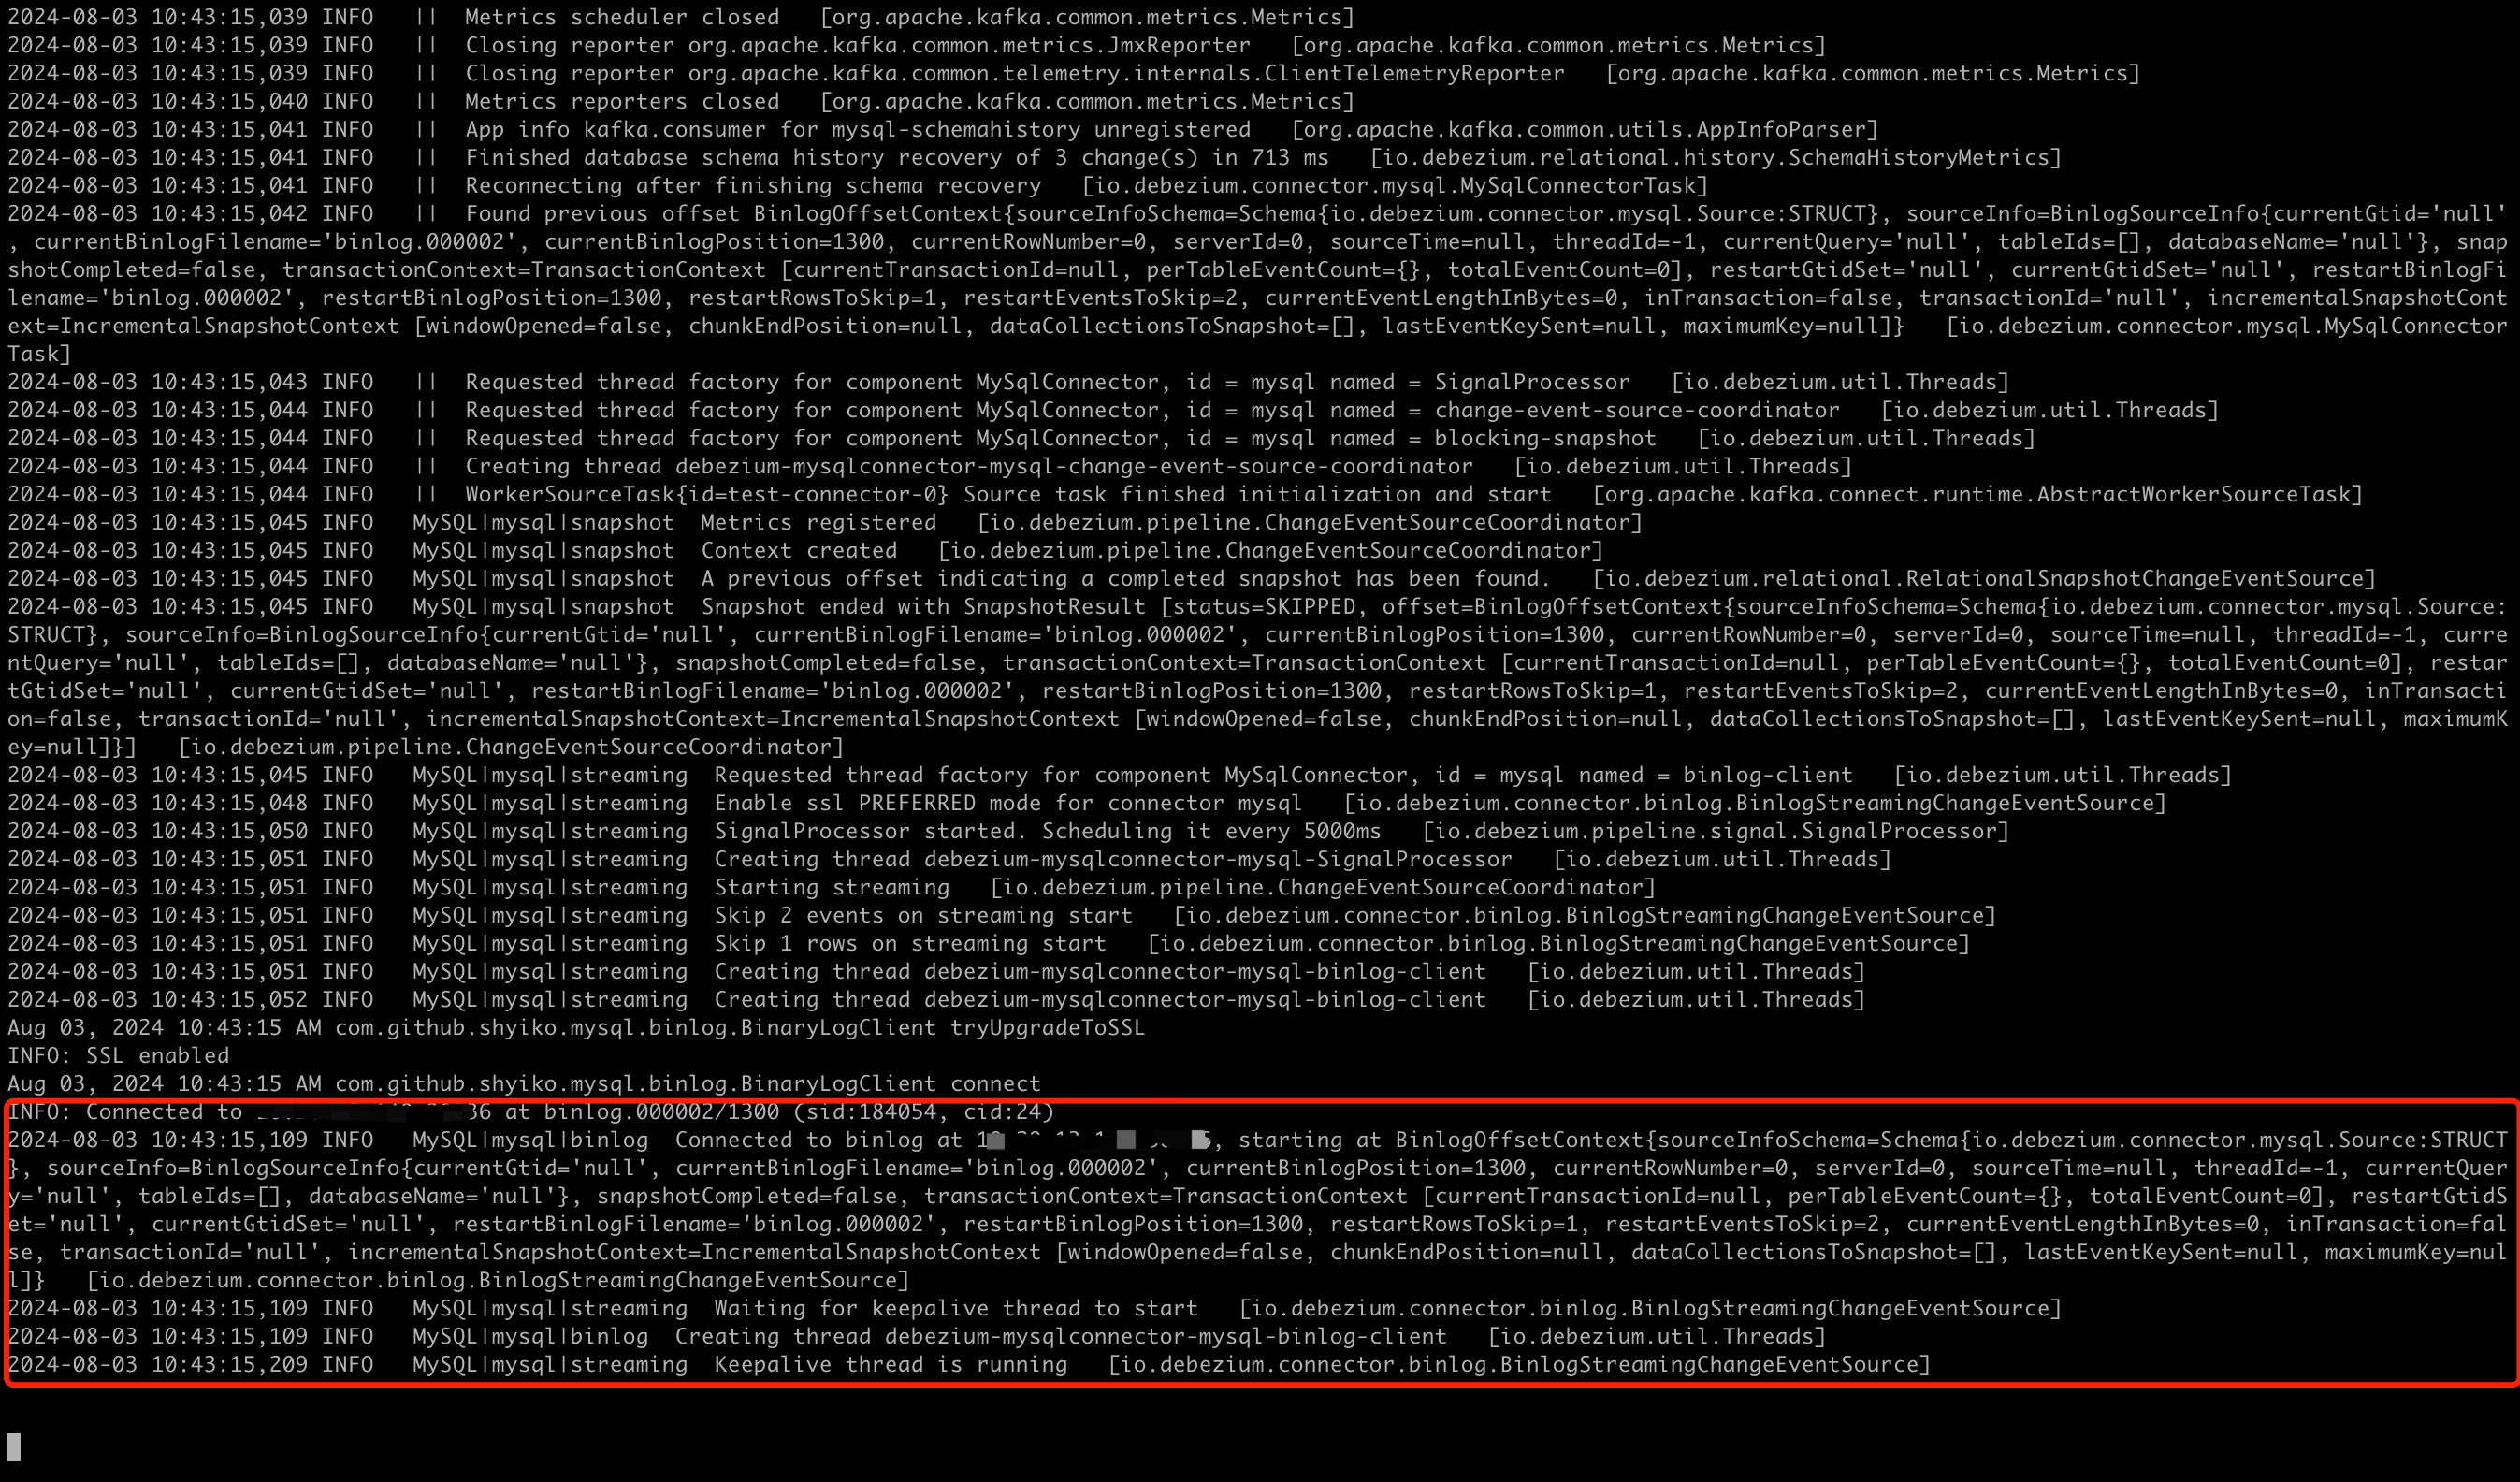 2024-08-03 10:43:15,039 INFO   ||  Metrics scheduler closed   [org.apache.kafka.common.metrics.Metrics]
2024-08-03 10:43:15,039 INFO   ||  Closing reporter org.apache.kafka.common.metrics.JmxReporter   [org.apache.kafka.common.metrics.Metrics]
2024-08-03 10:43:15,039 INFO   ||  Closing reporter org.apache.kafka.common.telemetry.internals.ClientTelemetryReporter   [org.apache.kafka.common.metrics.Metrics]
2024-08-03 10:43:15,040 INFO   ||  Metrics reporters closed   [org.apache.kafka.common.metrics.Metrics]
2024-08-03 10:43:15,041 INFO   ||  App info kafka.consumer for mysql-schemahistory unregistered   [org.apache.kafka.common.utils.AppInfoParser]
2024-08-03 10:43:15,041 INFO   ||  Finished database schema history recovery of 3 change(s) in 713 ms   [io.debezium.relational.history.SchemaHistoryMetrics]
2024-08-03 10:43:15,041 INFO   ||  Reconnecting after finishing schema recovery   [io.debezium.connector.mysql.MySqlConnectorTask]
2024-08-03 10:43:15,042 INFO   ||  Found previous offset BinlogOffsetContext{sourceInfoSchema=Schema{io.debezium.connector.mysql.Source:STRUCT}, sourceInfo=BinlogSourceInfo{currentGtid='null'
, currentBinlogFilename='binlog.000002', currentBinlogPosition=1300, currentRowNumber=0, serverId=0, sourceTime=null, threadId=-1, currentQuery='null', tableIds=[], databaseName='null'}, snap
shotCompleted=false, transactionContext=TransactionContext [currentTransactionId=null, perTableEventCount={}, totalEventCount=0], restartGtidSet='null', currentGtidSet='null', restartBinlogFi
lename='binlog.000002', restartBinlogPosition=1300, restartRowsToSkip=1, restartEventsToSkip=2, currentEventLengthInBytes=0, inTransaction=false, transactionId='null', incrementalSnapshotCont
ext=IncrementalSnapshotContext [windowOpened=false, chunkEndPosition=null, dataCollectionsToSnapshot=[], lastEventKeySent=null, maximumKey=null]}   [io.debezium.connector.mysql.MySqlConnector
Task]
2024-08-03 10:43:15,043 INFO   ||  Requested thread factory for component MySqlConnector, id = mysql named = SignalProcessor   [io.debezium.util.Threads]
2024-08-03 10:43:15,044 INFO   ||  Requested thread factory for component MySqlConnector, id = mysql named = change-event-source-coordinator   [io.debezium.util.Threads]
2024-08-03 10:43:15,044 INFO   ||  Requested thread factory for component MySqlConnector, id = mysql named = blocking-snapshot   [io.debezium.util.Threads]
2024-08-03 10:43:15,044 INFO   ||  Creating thread debezium-mysqlconnector-mysql-change-event-source-coordinator   [io.debezium.util.Threads]
2024-08-03 10:43:15,044 INFO   ||  WorkerSourceTask{id=test-connector-0} Source task finished initialization and start   [org.apache.kafka.connect.runtime.AbstractWorkerSourceTask]
2024-08-03 10:43:15,045 INFO   MySQL|mysql|snapshot  Metrics registered   [io.debezium.pipeline.ChangeEventSourceCoordinator]
2024-08-03 10:43:15,045 INFO   MySQL|mysql|snapshot  Context created   [io.debezium.pipeline.ChangeEventSourceCoordinator]
2024-08-03 10:43:15,045 INFO   MySQL|mysql|snapshot  A previous offset indicating a completed snapshot has been found.   [io.debezium.relational.RelationalSnapshotChangeEventSource]
2024-08-03 10:43:15,045 INFO   MySQL|mysql|snapshot  Snapshot ended with SnapshotResult [status=SKIPPED, offset=BinlogOffsetContext{sourceInfoSchema=Schema{io.debezium.connector.mysql.Source:
STRUCT}, sourceInfo=BinlogSourceInfo{currentGtid='null', currentBinlogFilename='binlog.000002', currentBinlogPosition=1300, currentRowNumber=0, serverId=0, sourceTime=null, threadId=-1, curre
ntQuery='null', tableIds=[], databaseName='null'}, snapshotCompleted=false, transactionContext=TransactionContext [currentTransactionId=null, perTableEventCount={}, totalEventCount=0], restar
tGtidSet='null', currentGtidSet='null', restartBinlogFilename='binlog.000002', restartBinlogPosition=1300, restartRowsToSkip=1, restartEventsToSkip=2, currentEventLengthInBytes=0, inTransacti
on=false, transactionId='null', incrementalSnapshotContext=IncrementalSnapshotContext [windowOpened=false, chunkEndPosition=null, dataCollectionsToSnapshot=[], lastEventKeySent=null, maximumK
ey=null]}]   [io.debezium.pipeline.ChangeEventSourceCoordinator]
2024-08-03 10:43:15,045 INFO   MySQL|mysql|streaming  Requested thread factory for component MySqlConnector, id = mysql named = binlog-client   [io.debezium.util.Threads]
2024-08-03 10:43:15,048 INFO   MySQL|mysql|streaming  Enable ssl PREFERRED mode for connector mysql   [io.debezium.connector.binlog.BinlogStreamingChangeEventSource]
2024-08-03 10:43:15,050 INFO   MySQL|mysql|streaming  SignalProcessor started. Scheduling it every 5000ms   [io.debezium.pipeline.signal.SignalProcessor]
2024-08-03 10:43:15,051 INFO   MySQL|mysql|streaming  Creating thread debezium-mysqlconnector-mysql-SignalProcessor   [io.debezium.util.Threads]
2024-08-03 10:43:15,051 INFO   MySQL|mysql|streaming  Starting streaming   [io.debezium.pipeline.ChangeEventSourceCoordinator]
2024-08-03 10:43:15,051 INFO   MySQL|mysql|streaming  Skip 2 events on streaming start   [io.debezium.connector.binlog.BinlogStreamingChangeEventSource]
2024-08-03 10:43:15,051 INFO   MySQL|mysql|streaming  Skip 1 rows on streaming start   [io.debezium.connector.binlog.BinlogStreamingChangeEventSource]
2024-08-03 10:43:15,051 INFO   MySQL|mysql|streaming  Creating thread debezium-mysqlconnector-mysql-binlog-client   [io.debezium.util.Threads]
2024-08-03 10:43:15,052 INFO   MySQL|mysql|streaming  Creating thread debezium-mysqlconnector-mysql-binlog-client   [io.debezium.util.Threads]
Aug 03, 2024 10:43:15 AM com.github.shyiko.mysql.binlog.BinaryLogClient tryUpgradeToSSL
INFO: SSL enabled
Aug 03, 2024 10:43:15 AM com.github.shyiko.mysql.binlog.BinaryLogClient connect
INFO: Connected to at binlog.000002/1300 (sid:184054, cid:24)
2024-08-03 10:43:15,109 INFO   MySQL|mysql|binlog  Connected to binlog at , starting at BinlogOffsetContext{sourceInfoSchema=Schema{io.debezium.connector.mysql.Source:STRUCT
}, sourceInfo=BinlogSourceInfo{currentGtid='null', currentBinlogFilename='binlog.000002', currentBinlogPosition=1300, currentRowNumber=0, serverId=0, sourceTime=null, threadId=-1, currentQuer
y='null', tableIds=[], databaseName='null'}, snapshotCompleted=false, transactionContext=TransactionContext [currentTransactionId=null, perTableEventCount={}, totalEventCount=0], restartGtidS
et='null', currentGtidSet='null', restartBinlogFilename='binlog.000002', restartBinlogPosition=1300, restartRowsToSkip=1, restartEventsToSkip=2, currentEventLengthInBytes=0, inTransaction=fal
se, transactionId='null', incrementalSnapshotContext=IncrementalSnapshotContext [windowOpened=false, chunkEndPosition=null, dataCollectionsToSnapshot=[], lastEventKeySent=null, maximumKey=nul
l]}   [io.debezium.connector.binlog.BinlogStreamingChangeEventSource]
2024-08-03 10:43:15,109 INFO   MySQL|mysql|streaming  Waiting for keepalive thread to start   [io.debezium.connector.binlog.BinlogStreamingChangeEventSource]
2024-08-03 10:43:15,109 INFO   MySQL|mysql|binlog  Creating thread debezium-mysqlconnector-mysql-binlog-client   [io.debezium.util.Threads]
2024-08-03 10:43:15,209 INFO   MySQL|mysql|streaming  Keepalive thread is running   [io.debezium.connector.binlog.BinlogStreamingChangeEventSource]